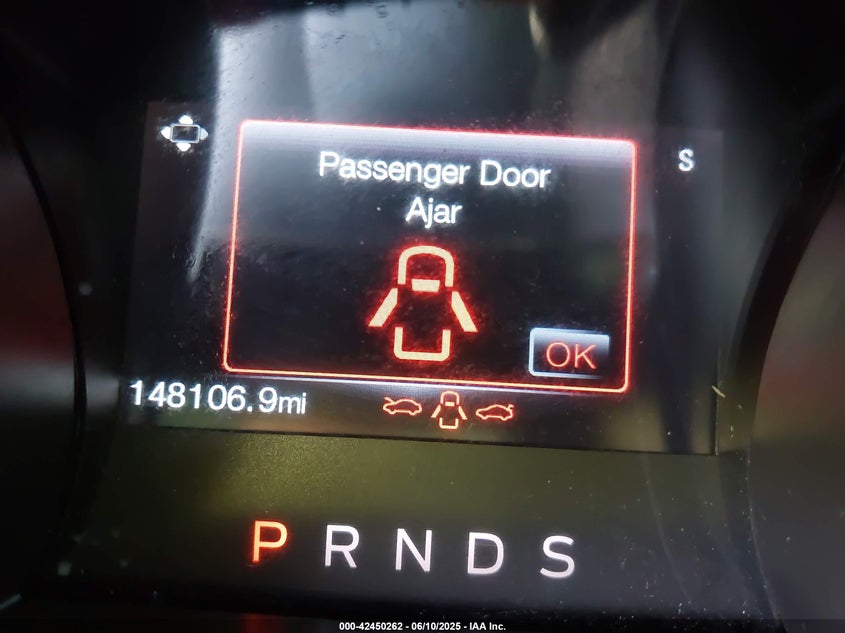 S
Passenger Door
Ajar
OK
148106.9mi
P R N D S
000-42450262 - 06/10/2025 - IAA Inc.